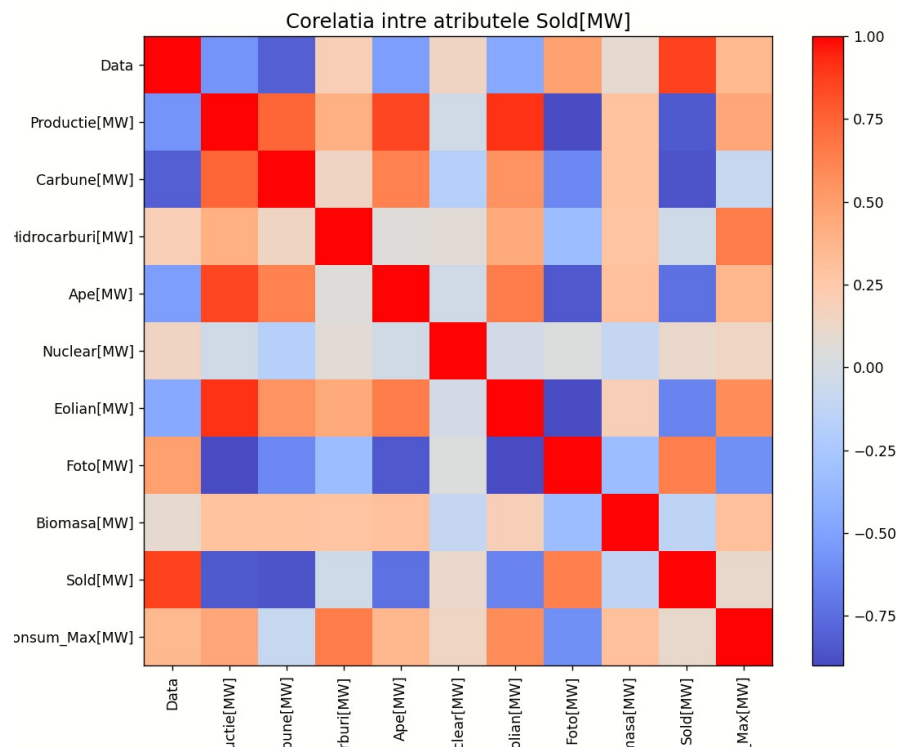 Corelatia intre atributele Sold[MW]
Data
Productie[MW]
Carbune[MW]
Hidrocarburi[MW]
Ape[MW]
Nuclear[MW]
Eolian[MW]
Foto[MW]
Biomasa[MW]
Sold[MW]
onsum_Max[MW]
Data
uctie[MW]
bune[MW]
rburi[MW]
Ape[MW]
clear[MW]
olian[MW]
Foto[MW]
masa[MW]
Sold[MW]
_Max[MW]
1.00
0.75
0.50
0.25
0.00
−0.25
−0.50
−0.75